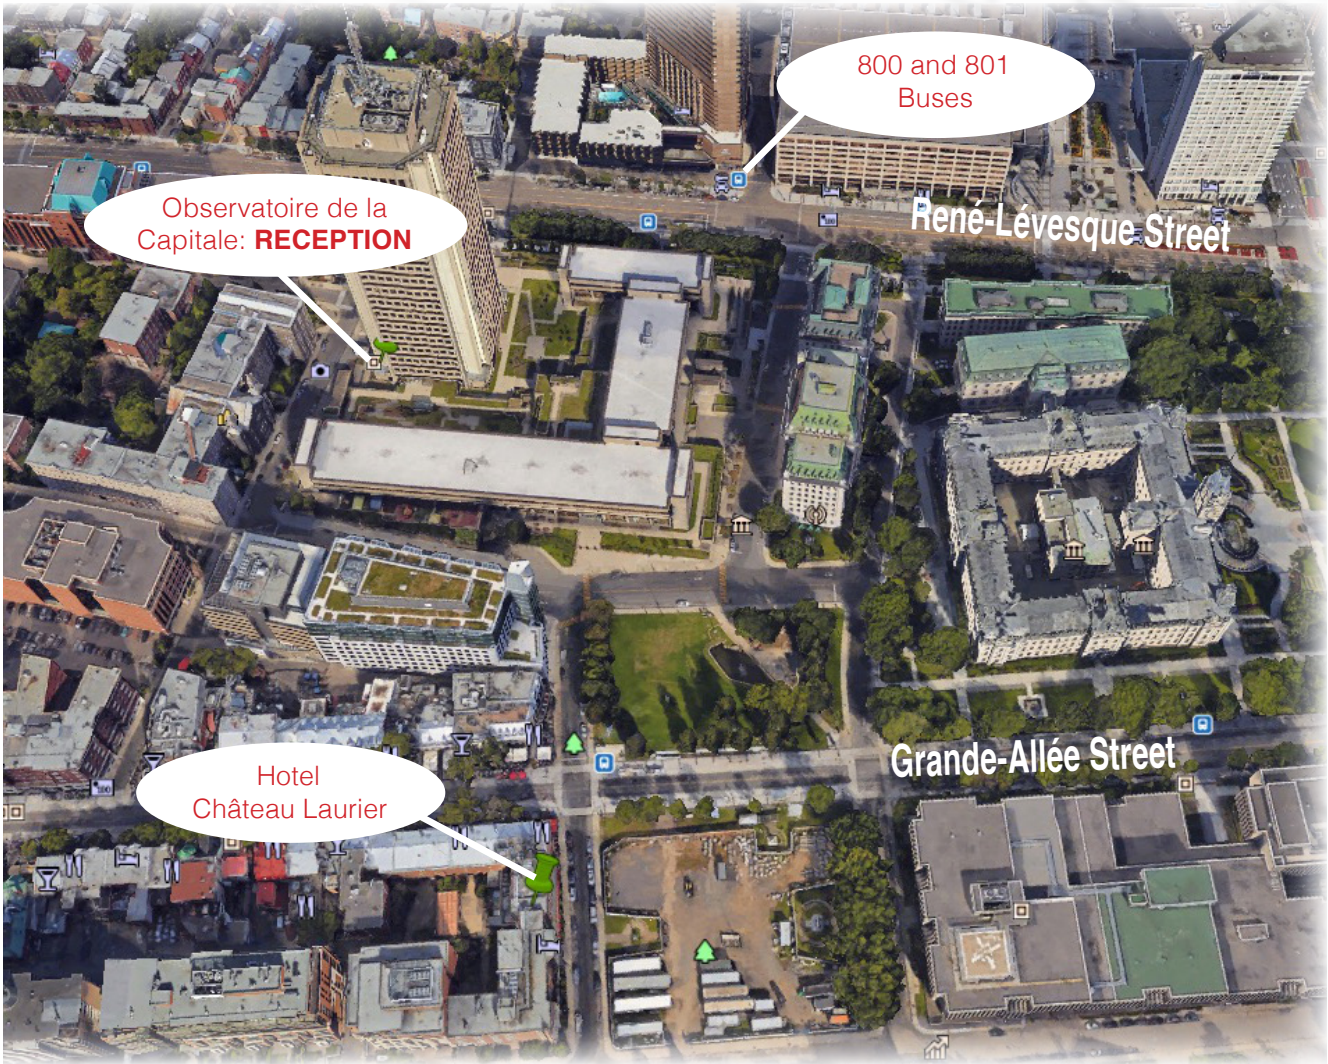 800 and 801
Buses
Observatoire de la
Capitale: RECEPTION
René-Lévesque Street
Grande-Allée Street
Hotel
Château Laurier